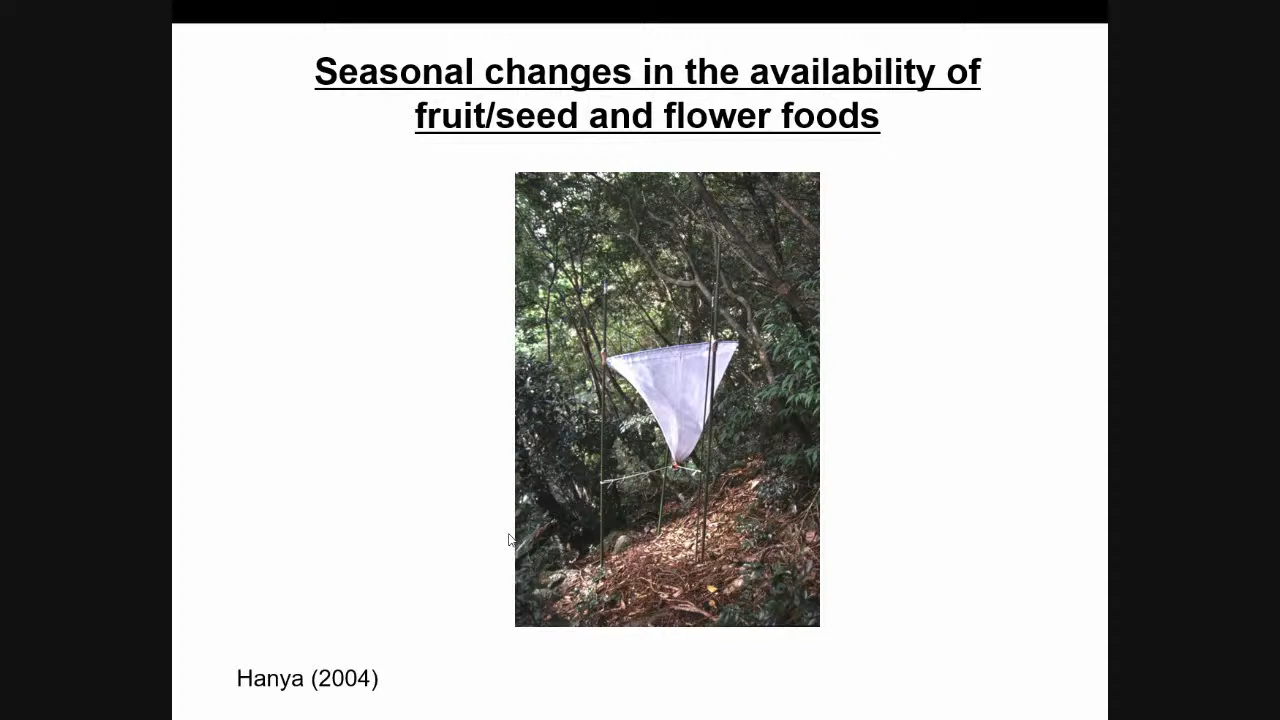 Seasonal changes in the availability of
fruit/seed and flower foods
Hanya (2004)